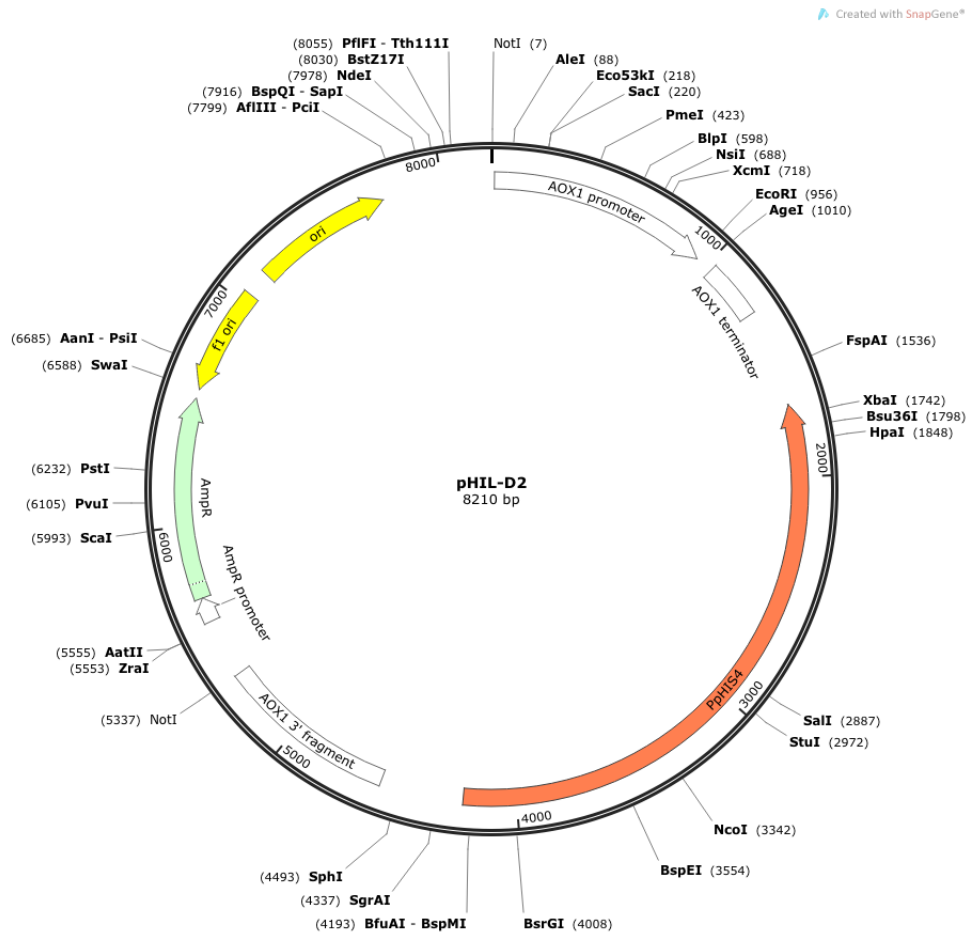 Created with SnapGene®
(8055) PflFI - Tth111I
(8030) BstZ17I
(7978) NdeI
(7916) BspQI - SapI
(7799) AflIII - PciI
NotI (7)
AleI (88)
Eco53kI (218)
SacI (220)
PmeI (423)
BlpI (598)
NsiI (688)
XcmI (718)
EcoRI (956)
AgeI (1010)
8000
AOX1 promoter
1000
ori
AOX1 terminator
7000
f1 ori
(6685) AanI - PsiI
(6588) SwaI
FspAI (1536)
XbaI (1742)
Bsu36I (1798)
HpaI (1848)
2000
(6232) PstI
(6105) PvuI
(5993) ScaI
AmpR
6000
pHIL-D2
8210 bp
AmpR promoter
(5555) AatII
(5553) ZraI
(5337) NotI
AOX1 3' fragment
5000
PpHIS4
3000
SalI (2887)
StuI (2972)
4000
NcoI (3342)
BspEI (3554)
(4493) SphI
(4337) SgrAI
(4193) BfuAI - BspMI
BsrGI (4008)